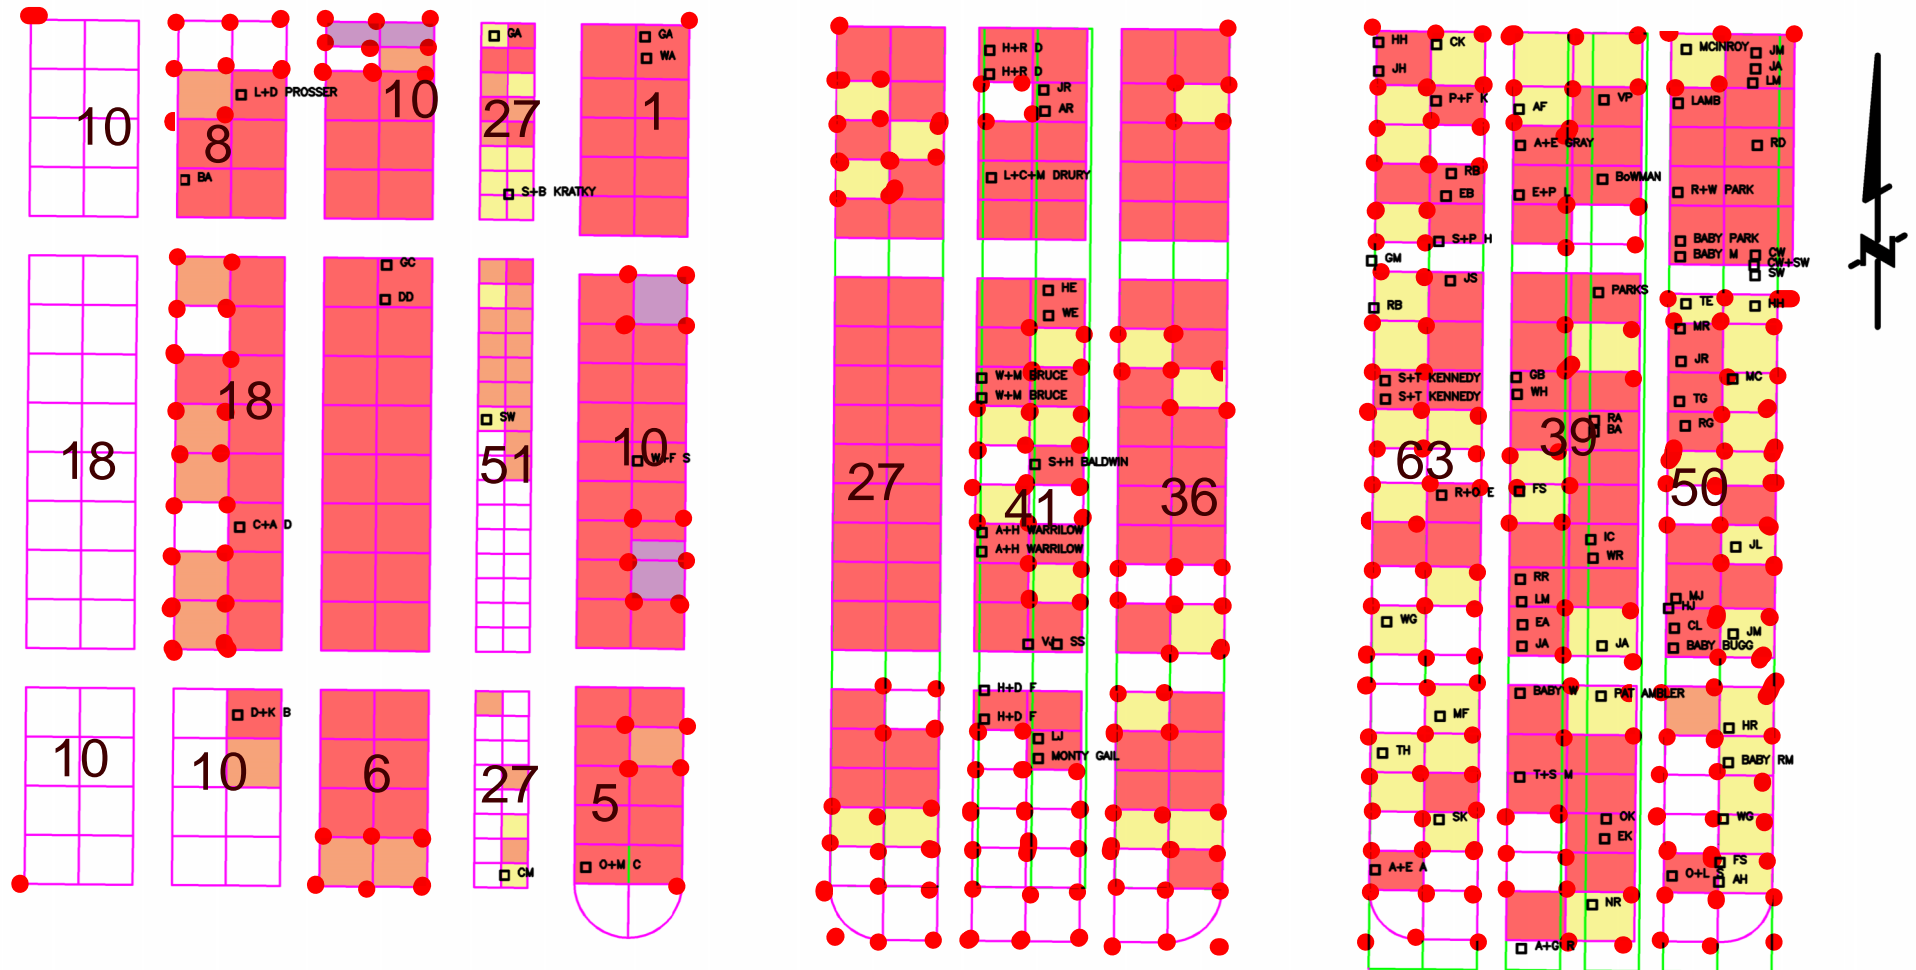 10
8
L+D PROSSER
BA
10
GA
27
S+B KRATKY
GA
WA
1
18
18
C+A D
GC
DD
SW
51
10
10
10
D+K B
6
27
CM
5
O+M C
27
H+R D
H+R D
JR
AR
L+C+M DRURY
HE
WE
W+M BRUCE
W+M BRUCE
S+H BALDWIN
41
A+H WARRILOW
A+H WARRILOW
SS
H+D F
H+D F
LJ
MONTY GAIL
36
HH
JH
CK
P+F K
RB
EB
S+P H
GM
JS
RB
S+T KENNEDY
S+T KENNEDY
63
R+O E
WG
MF
TH
SK
A+E A
AF
VP
A+E GRAY
BOWMAN
E+P L
PARKS
GB
WH
RA
BA
39
FS
IC
WR
RR
LM
EA
JA
JA
BABY W
PAT AMBLER
T+S M
OK
EK
NR
A+G R
MCINROY
JM
JA
LM
LAMB
RD
R+W PARK
BABY PARK
BABY M
CW
CW+SW
SW
TE
HH
MR
JR
MC
TG
RG
50
JL
MJ
HJ
CL
JM
BABY BUGG
HR
BABY RM
WG
FS
O+L S
AH
N